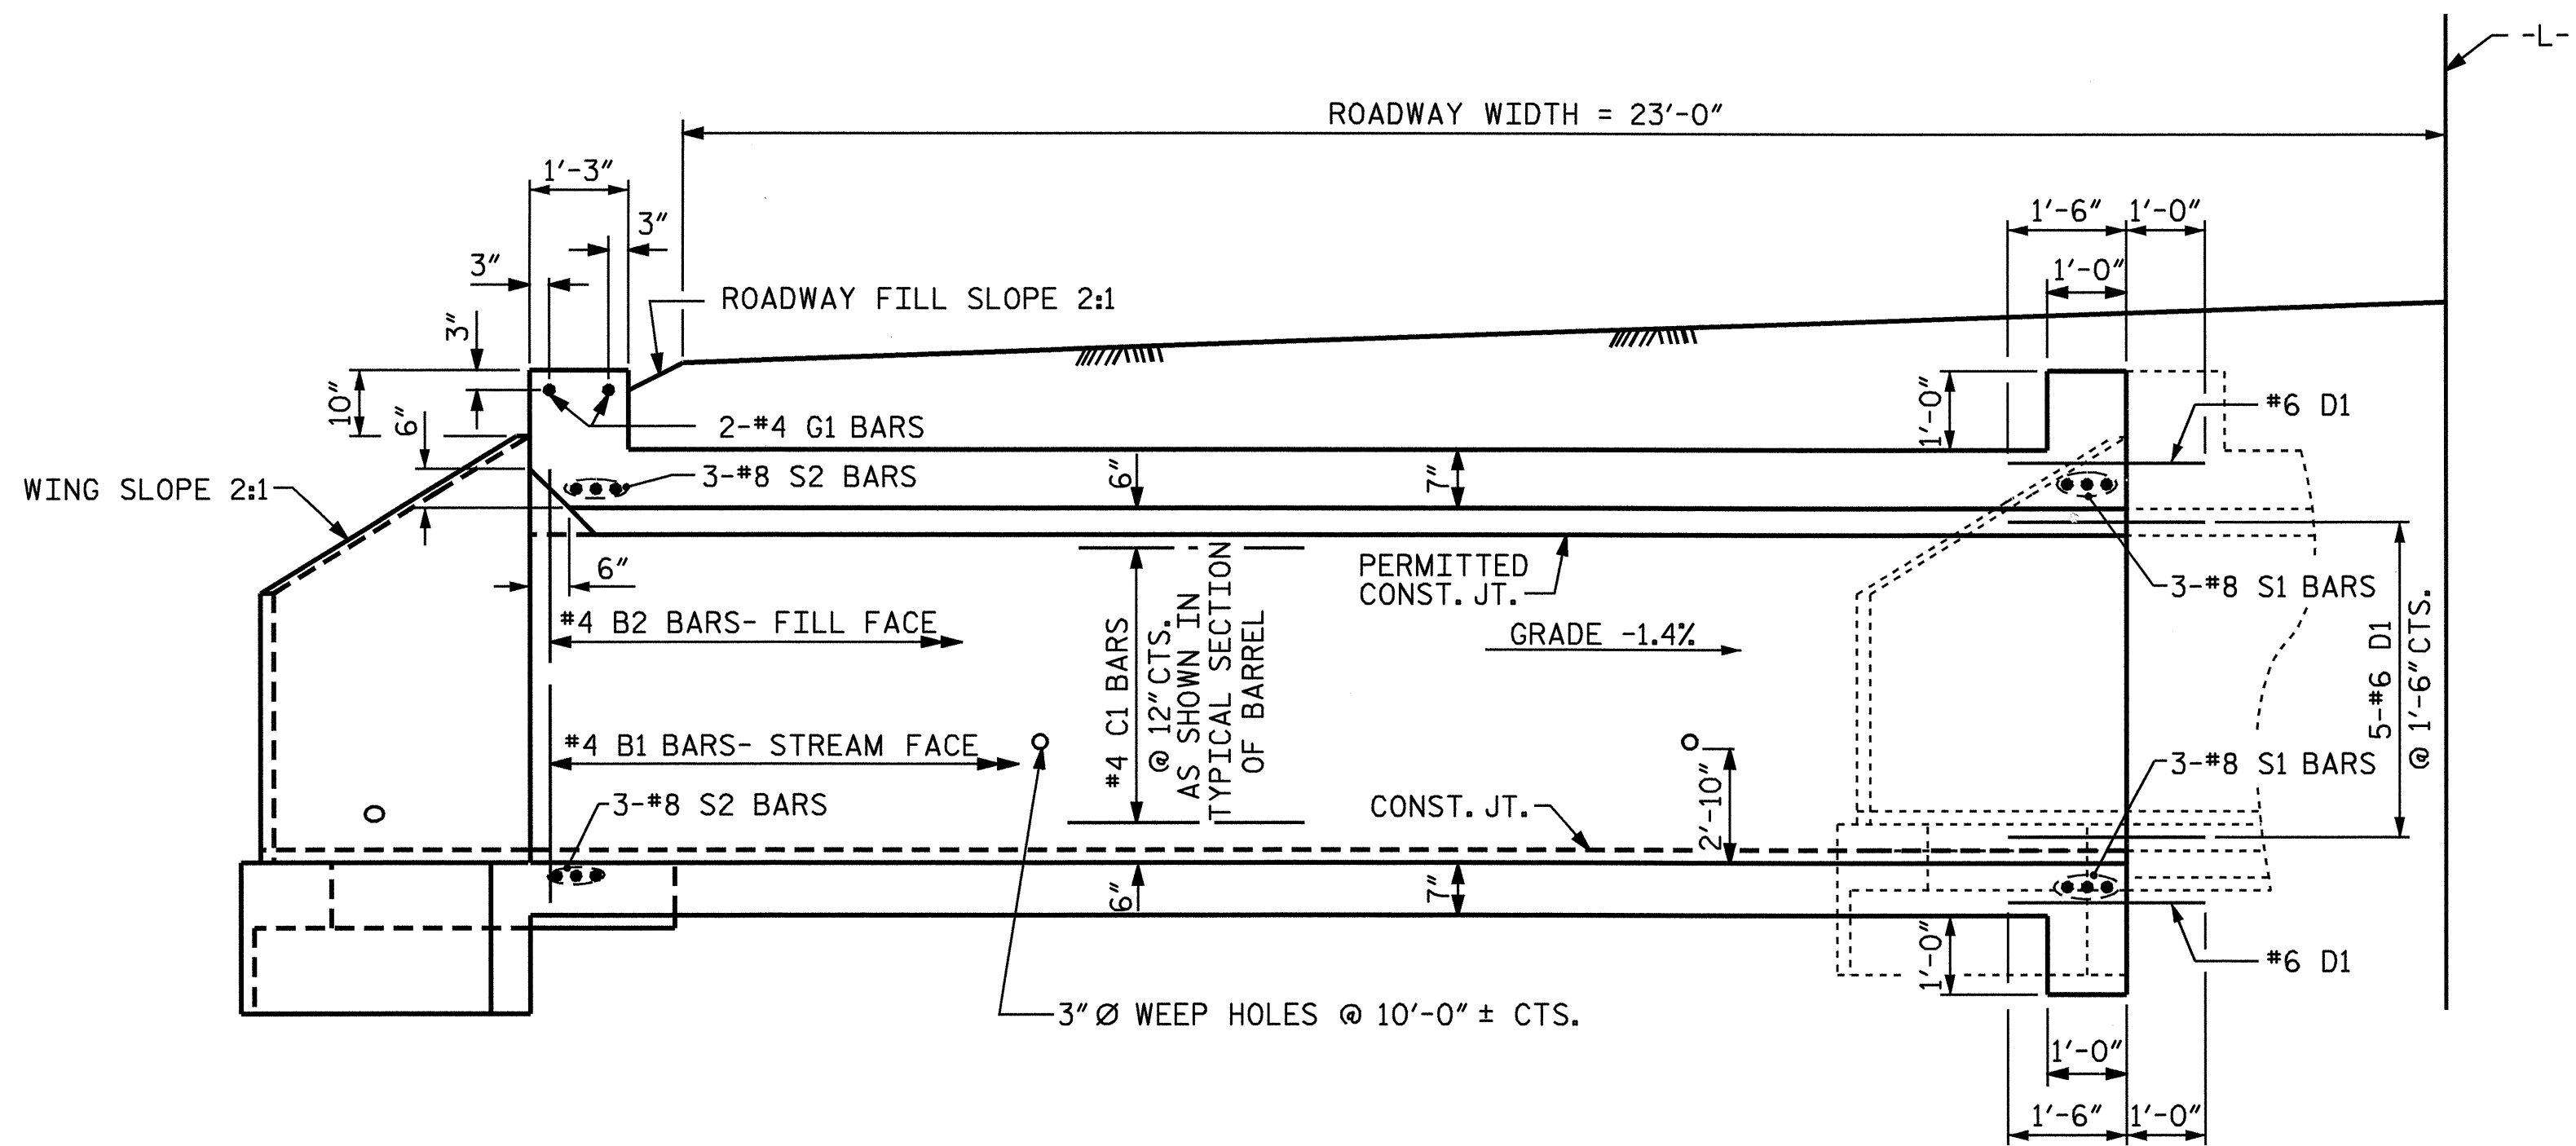 -L-
ROADWAY WIDTH = 23'-0"
1'-3"
3"
3"
3"
10"
6"
ROADWAY FILL SLOPE 2:1
1'-6" 1'-0"
1'-0"
1'-0"
#6 D1
2-#4 G1 BARS
3-#8 S2 BARS
WING SLOPE 2:1
6"
7"
6"
PERMITTED
CONST. JT.
3-#8 S1 BARS
#4 B2 BARS- FILL FACE
#4 C1 BARS
@ 12" CTS.
AS SHOWN IN
TYPICAL SECTION
OF BARREL
GRADE -1.4%
5-#6 D1
@ 1'-6" CTS.
#4 B1 BARS- STREAM FACE
3-#8 S1 BARS
3-#8 S2 BARS
CONST. JT.
2'-10"
6"
7"
1'-0"
#6 D1
3" Ø WEEP HOLES @ 10'-0" ± CTS.
1'-0"
1'-6" 1'-0"